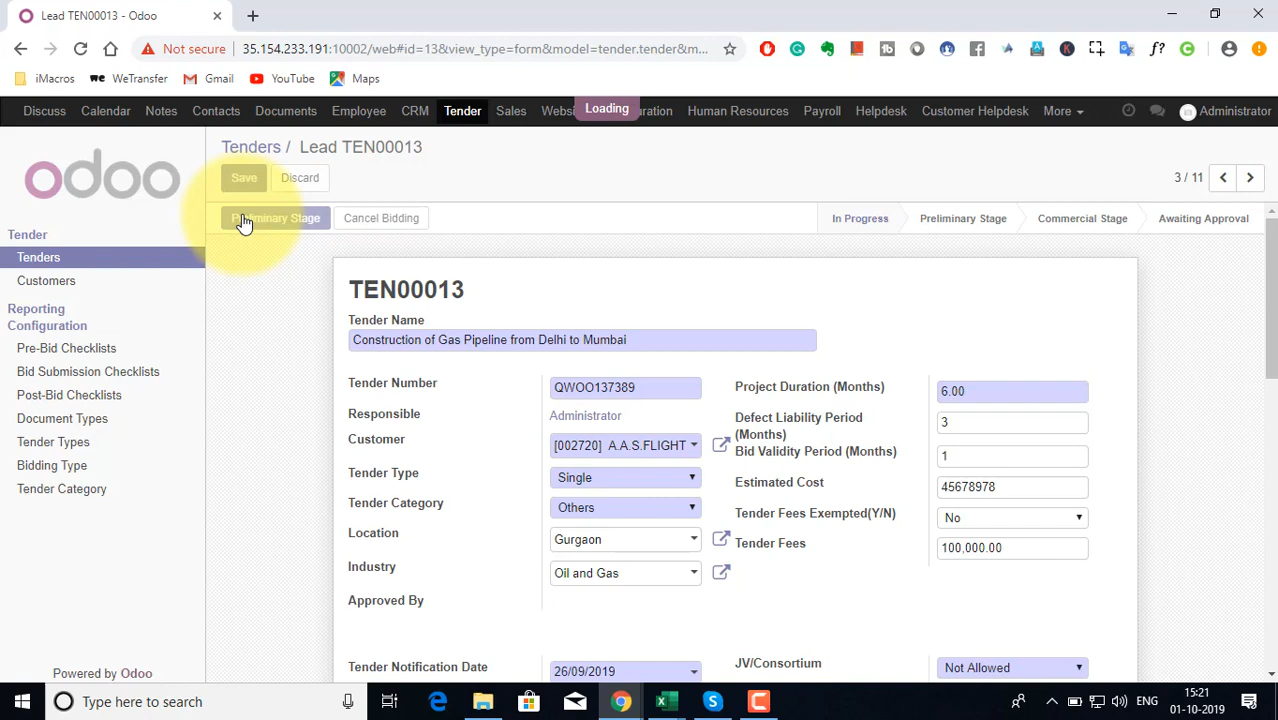 Lead TEN00013 - Odoo
Not secure 35.154.233.191:10002/web#id=13&view_type=form&model=tender.tender&m...
iMacros WeTransfer Gmail YouTube Maps
Discuss Calendar Notes Contacts Documents Employee CRM Tender Sales Websi Loading uration Human Resources Payroll Helpdesk Customer Helpdesk More Administrator
odoo
Tenders / Lead TEN00013
Save Discard
3 / 11
Preliminary Stage Cancel Bidding
In Progress Preliminary Stage Commercial Stage Awaiting Approval
Tender
Tenders
Customers
Reporting
Configuration
Pre-Bid Checklists
Bid Submission Checklists
Post-Bid Checklists
Document Types
Tender Types
Bidding Type
Tender Category
Powered by Odoo
TEN00013
Tender Name
Construction of Gas Pipeline from Delhi to Mumbai
Tender Number QWOO137389
Responsible Administrator
Customer [002720] A.A.S.FLIGHT
Tender Type Single
Tender Category Others
Location Gurgaon
Industry Oil and Gas
Approved By
Tender Notification Date 26/09/2019
Project Duration (Months) 6.00
Defect Liability Period
(Months) 3
Bid Validity Period (Months) 1
Estimated Cost 45678978
Tender Fees Exempted(Y/N) No
Tender Fees 100,000.00
JV/Consortium Not Allowed
Type here to search
ENG
15:21
01-10-2019